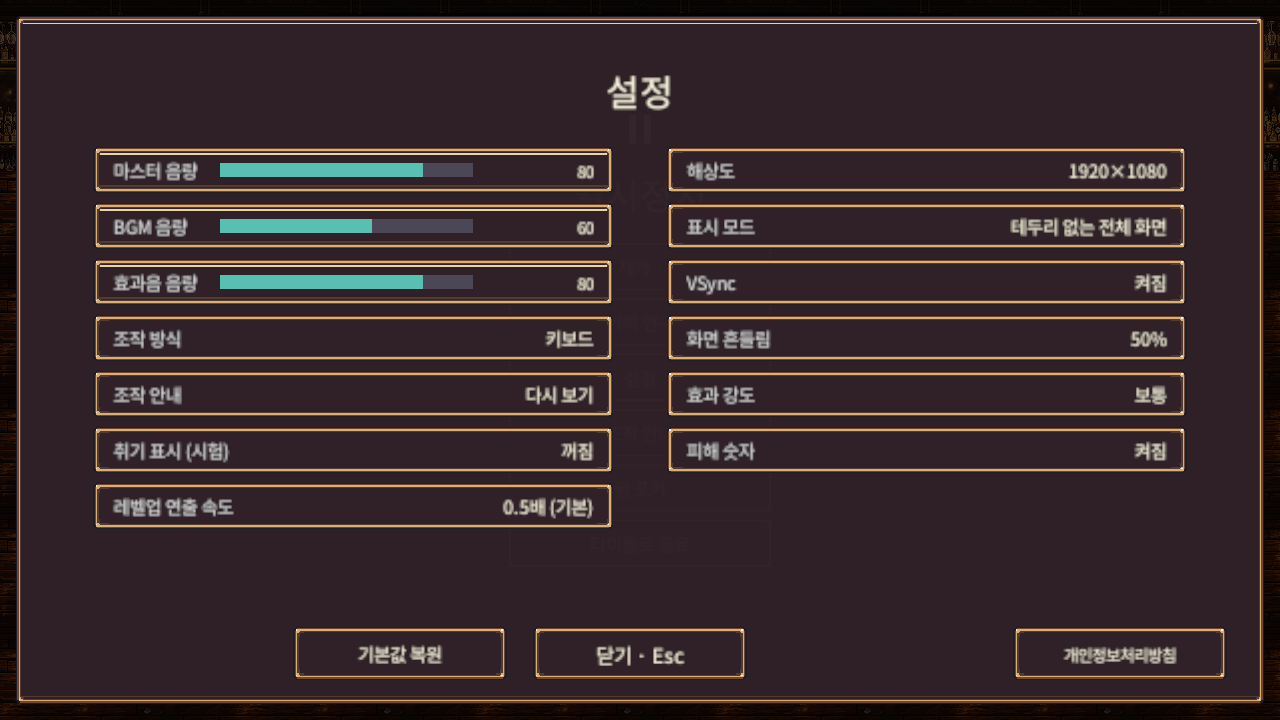 설정
마스터 음량 80
BGM 음량 60
효과음 음량 80
조작 방식 키보드
조작 안내 다시 보기
취기 표시 (시험) 꺼짐
레벨업 연출 속도 0.5배 (기본)
해상도 1920×1080
표시 모드 테두리 없는 전체 화면
VSync 켜짐
화면 흔들림 50%
효과 강도 보통
피해 숫자 켜짐
기본값 복원
닫기 · Esc
개인정보처리방침